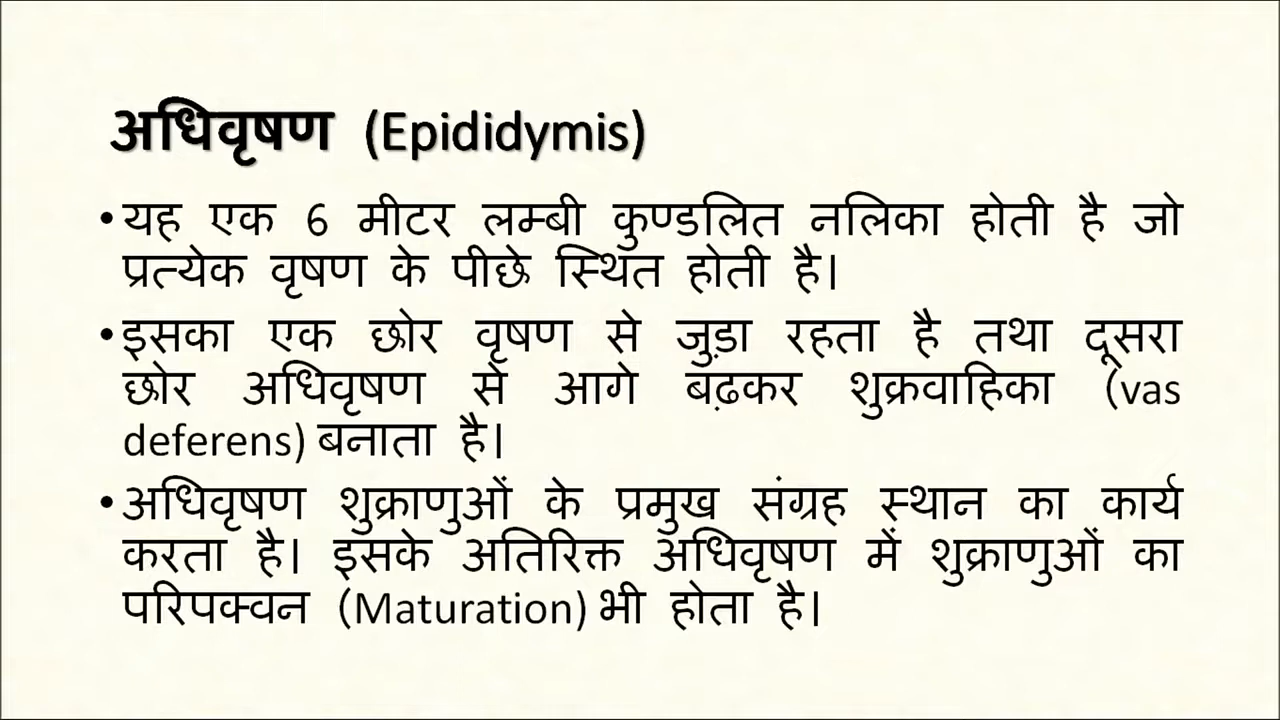 अधिवृषण (Epididymis)
•यह एक 6 मीटर लम्बी कुण्डलित नलिका होती है जो
प्रत्येक वृषण के पीछे स्थित होती है।
•इसका एक छोर वृषण से जुड़ा रहता है तथा दूसरा
छोर अधिवृषण से आगे बढ़कर शुक्रवाहिका (vas
deferens) बनाता है।
•अधिवृषण शुक्राणुओं के प्रमुख संग्रह स्थान का कार्य
करता है। इसके अतिरिक्त अधिवृषण में शुक्राणुओं का
परिपक्वन (Maturation) भी होता है।